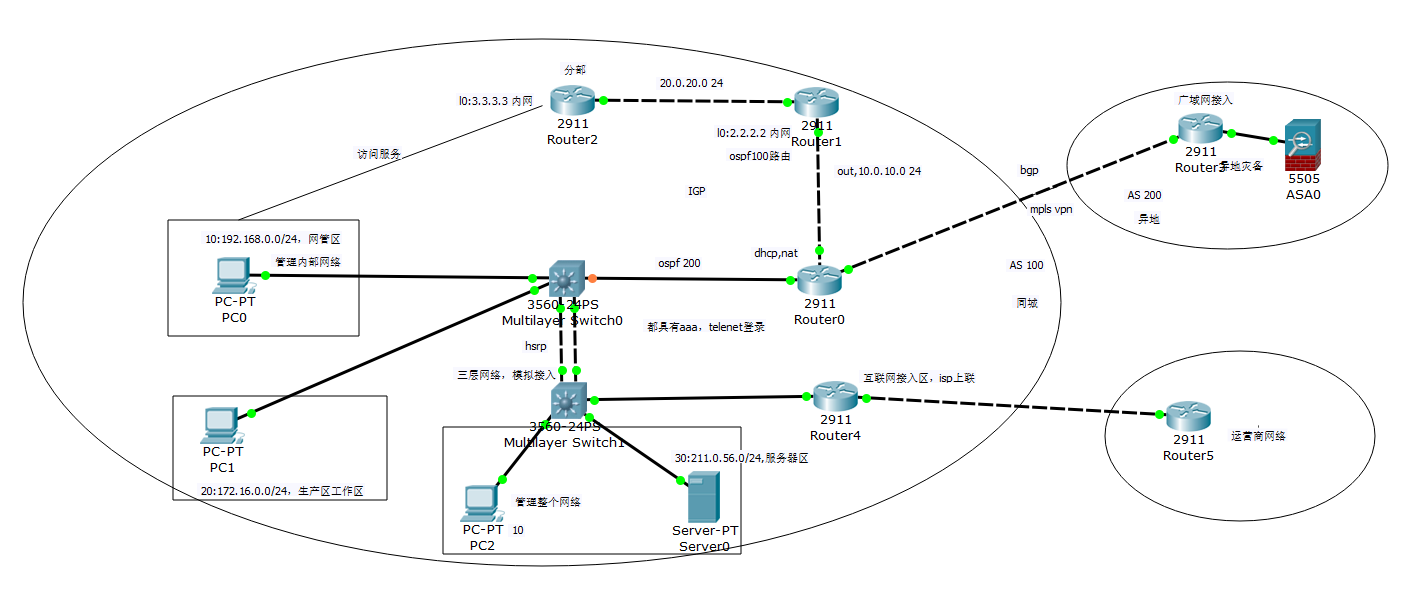 分部
20.0.20.0 24
l0:3.3.3.3 内网
2911
Router2
2911
Router1
l0:2.2.2.2 内网
ospf100路由
访问服务
out,10.0.10.0 24
IGP
广域网接入
2911
Router3
异地灾备
5505
ASA0
bgp
mpls vpn
AS 200
异地
10:192.168.0.0/24，网管区
管理内部网络
PC-PT
PC0
ospf 200
dhcp,nat
AS 100
同城
3560-24PS
Multilayer Switch0
2911
Router0
都具有aaa，telenet登录
hsrp
三层网络，模拟接入
互联网接入区，isp上联
3560-24PS
Multilayer Switch1
2911
Router4
2911
Router5
运营商网络
PC-PT
PC1
20:172.16.0.0/24，生产区工作区
30:211.0.56.0/24,服务器区
管理整个网络
PC-PT
PC2
10
Server-PT
Server0